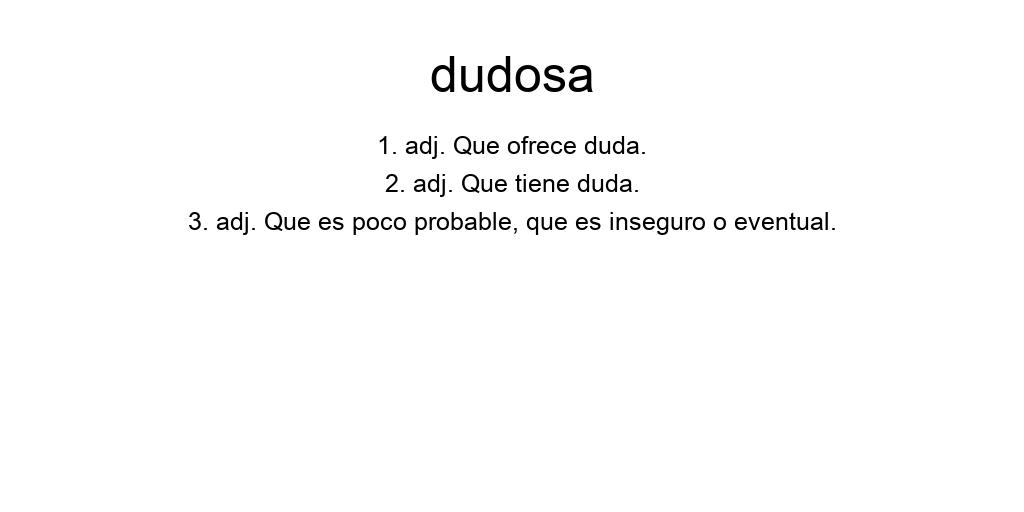 dudosa
1. adj. Que ofrece duda.
2. adj. Que tiene duda.
3. adj. Que es poco probable, que es inseguro o eventual.